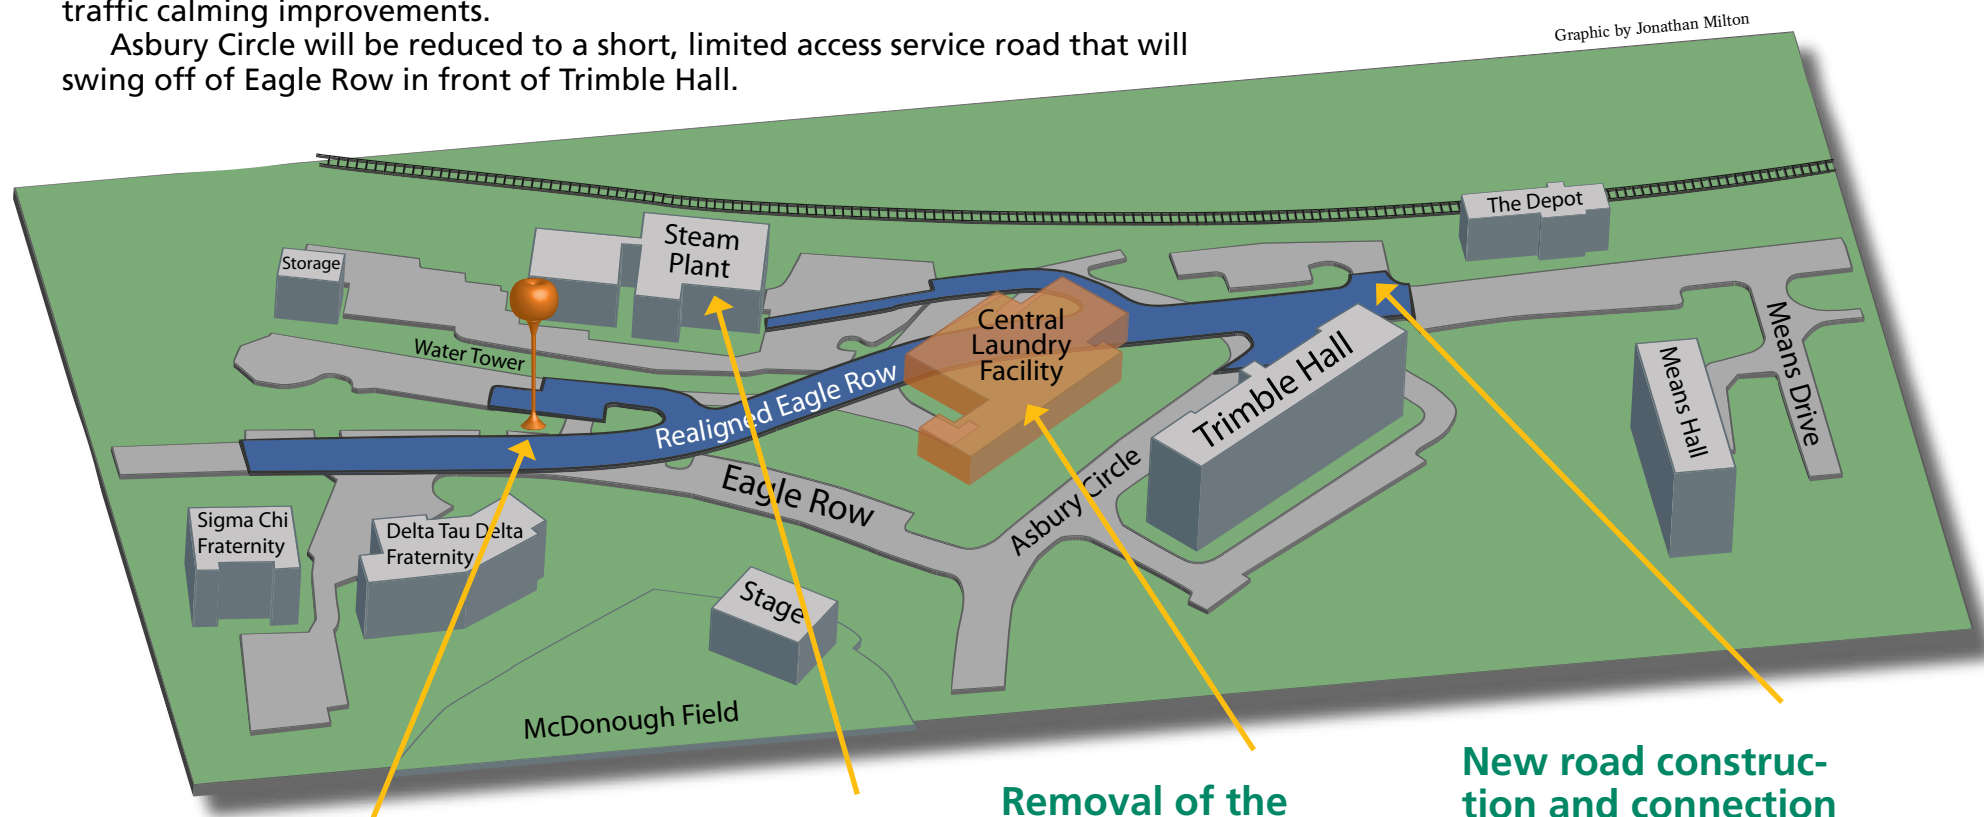 traffic calming improvements.
Asbury Circle will be reduced to a short, limited access service road that will
swing off of Eagle Row in front of Trimble Hall.
Graphic by Jonathan Milton
The Depot
Steam
Plant
Storage
Water Tower
Central
Laundry
Facility
Realigned Eagle Row
Trimble Hall
Means Drive
Means Hall
Eagle Row
Asbury Circle
Sigma Chi
Fraternity
Delta Tau Delta
Fraternity
Stage
McDonough Field
Removal of the
New road construc-
tion and connection